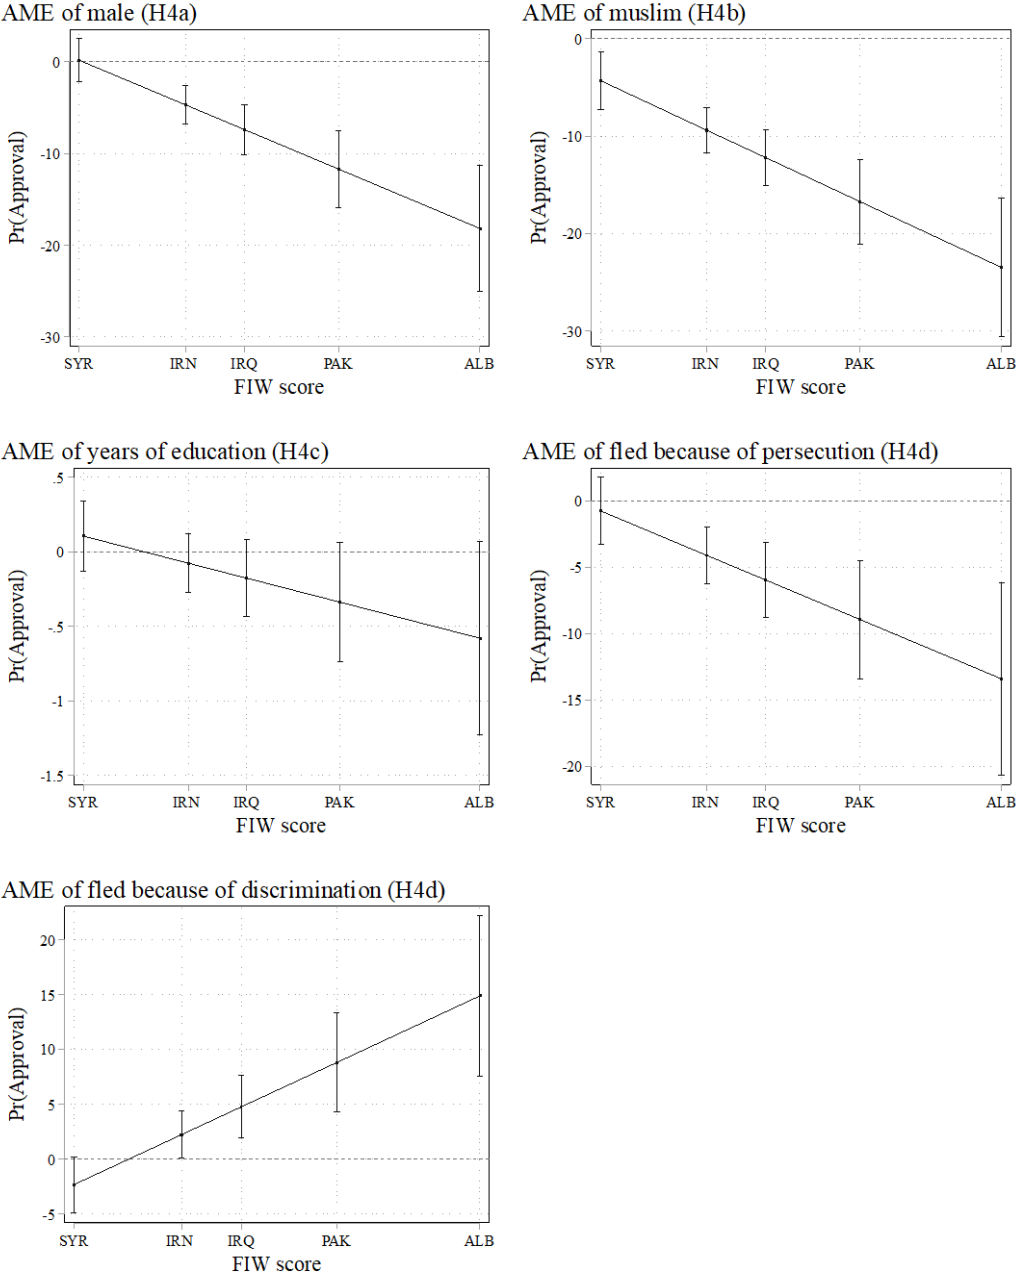 AME of male (H4a)
Pr(Approval)
0
-10
-20
-30
SYR IRN IRQ PAK ALB
FIW score
AME of muslim (H4b)
Pr(Approval)
0
-10
-20
-30
SYR IRN IRQ PAK ALB
FIW score
AME of years of education (H4c)
Pr(Approval)
.5
0
-.5
-1
-1.5
SYR IRN IRQ PAK ALB
FIW score
AME of fled because of persecution (H4d)
Pr(Approval)
0
-5
-10
-15
-20
SYR IRN IRQ PAK ALB
FIW score
AME of fled because of discrimination (H4d)
Pr(Approval)
20
15
10
5
0
-5
SYR IRN IRQ PAK ALB
FIW score